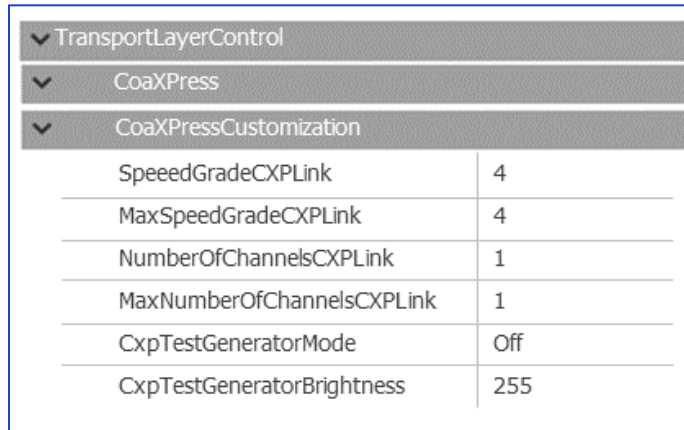 TransportLayerControl
CoaXPress
CoaXPressCustomization
SpeeedGradeCXPLink 4
MaxSpeedGradeCXPLink 4
NumberOfChannelsCXPLink 1
MaxNumberOfChannelsCXPLink 1
CxpTestGeneratorMode Off
CxpTestGeneratorBrightness 255